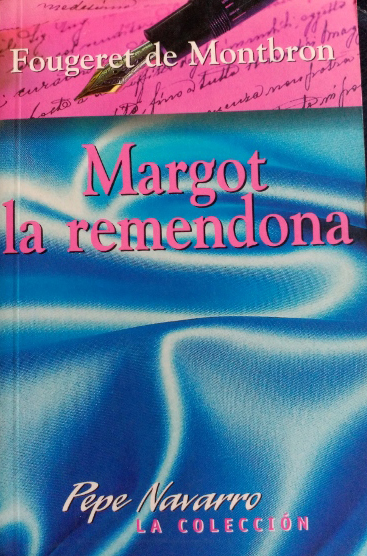 Fougeret de Montbron
Margot
la remendona
Pepe Navarro
LA COLECCIÓN